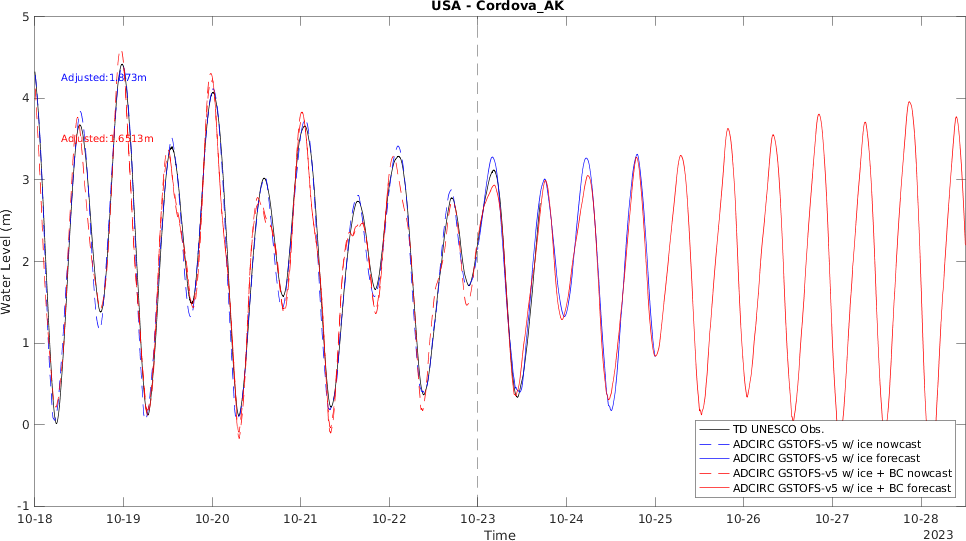 USA - Cordova_AK
5
Adjusted:1.873m
4
Adjusted:1.6513m
3
Water Level (m)
2
1
0
-1
TD UNESCO Obs.
ADCIRC GSTOFS-v5 w/ ice nowcast
ADCIRC GSTOFS-v5 w/ ice forecast
ADCIRC GSTOFS-v5 w/ ice + BC nowcast
ADCIRC GSTOFS-v5 w/ ice + BC forecast
10-18 10-19 10-20 10-21 10-22 10-23 10-24 10-25 10-26 10-27 10-28
Time
2023